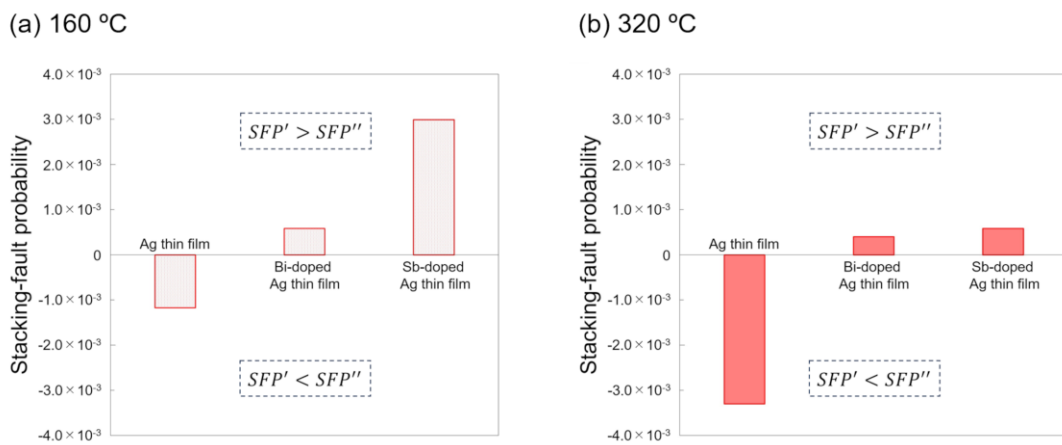 (a) 160 ºC
Stacking-fault probability
4.0×10⁻³
3.0×10⁻³
2.0×10⁻³
1.0×10⁻³
0
-1.0×10⁻³
-2.0×10⁻³
-3.0×10⁻³
-4.0×10⁻³
SFP′ > SFP′′
Ag thin film
Bi-doped
Ag thin film
Sb-doped
Ag thin film
SFP′ < SFP′′
(b) 320 ºC
Stacking-fault probability
4.0×10⁻³
3.0×10⁻³
2.0×10⁻³
1.0×10⁻³
0
-1.0×10⁻³
-2.0×10⁻³
-3.0×10⁻³
-4.0×10⁻³
SFP′ > SFP′′
Ag thin film
Bi-doped
Ag thin film
Sb-doped
Ag thin film
SFP′ < SFP′′